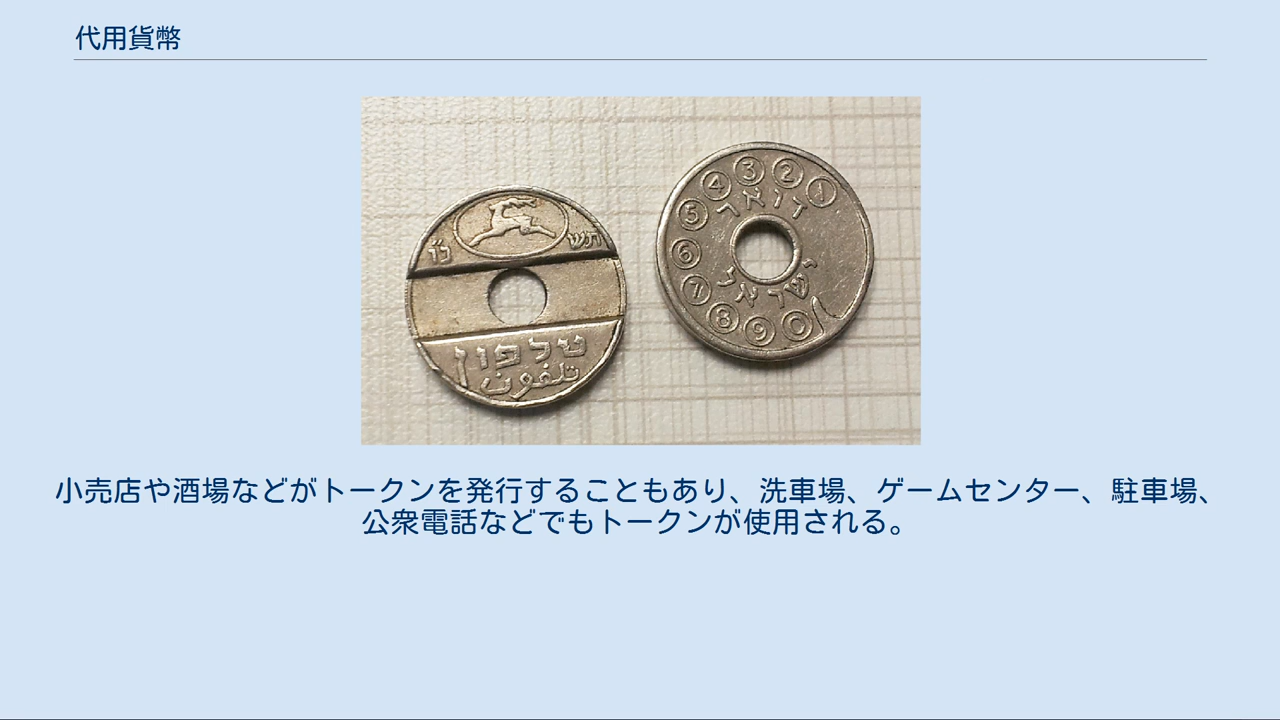 代用貨幣
תש כו
טלפון
تلفون
1 2 3 4 5 6 7 8 9 0
דואר
ישראל
小売店や酒場などがトークンを発行することもあり、洗車場、ゲームセンター、駐車場、
公衆電話などでもトークンが使用される。